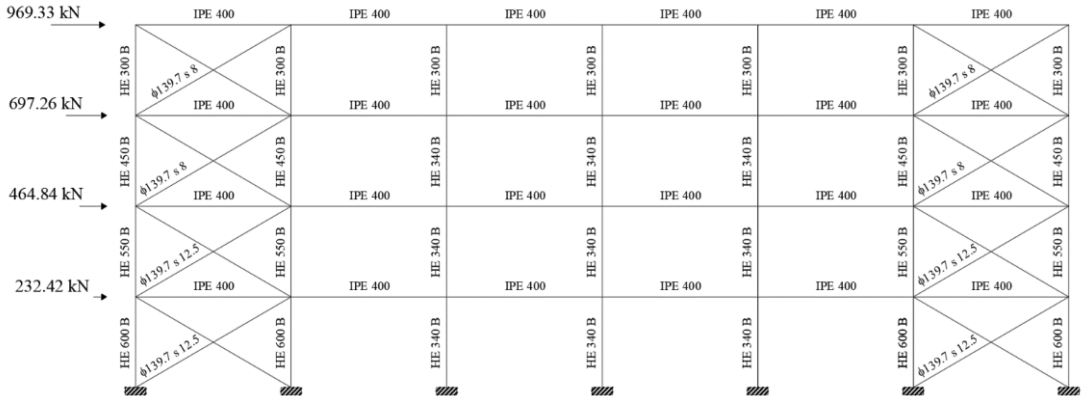 969.33 kN
IPE 400 IPE 400 IPE 400 IPE 400 IPE 400 IPE 400
HE 300 B ϕ139.7 s 8 HE 300 B HE 300 B HE 300 B HE 300 B HE 300 B ϕ139.7 s 8 HE 300 B
697.26 kN
IPE 400 IPE 400 IPE 400 IPE 400 IPE 400 IPE 400
HE 450 B ϕ139.7 s 8 HE 450 B HE 340 B HE 340 B HE 340 B HE 450 B ϕ139.7 s 8 HE 450 B
464.84 kN
IPE 400 IPE 400 IPE 400 IPE 400 IPE 400 IPE 400
HE 550 B ϕ139.7 s 12.5 HE 550 B HE 340 B HE 340 B HE 340 B HE 550 B ϕ139.7 s 12.5 HE 550 B
232.42 kN
IPE 400 IPE 400 IPE 400 IPE 400 IPE 400 IPE 400
HE 600 B ϕ139.7 s 12.5 HE 600 B HE 340 B HE 340 B HE 340 B HE 600 B ϕ139.7 s 12.5 HE 600 B